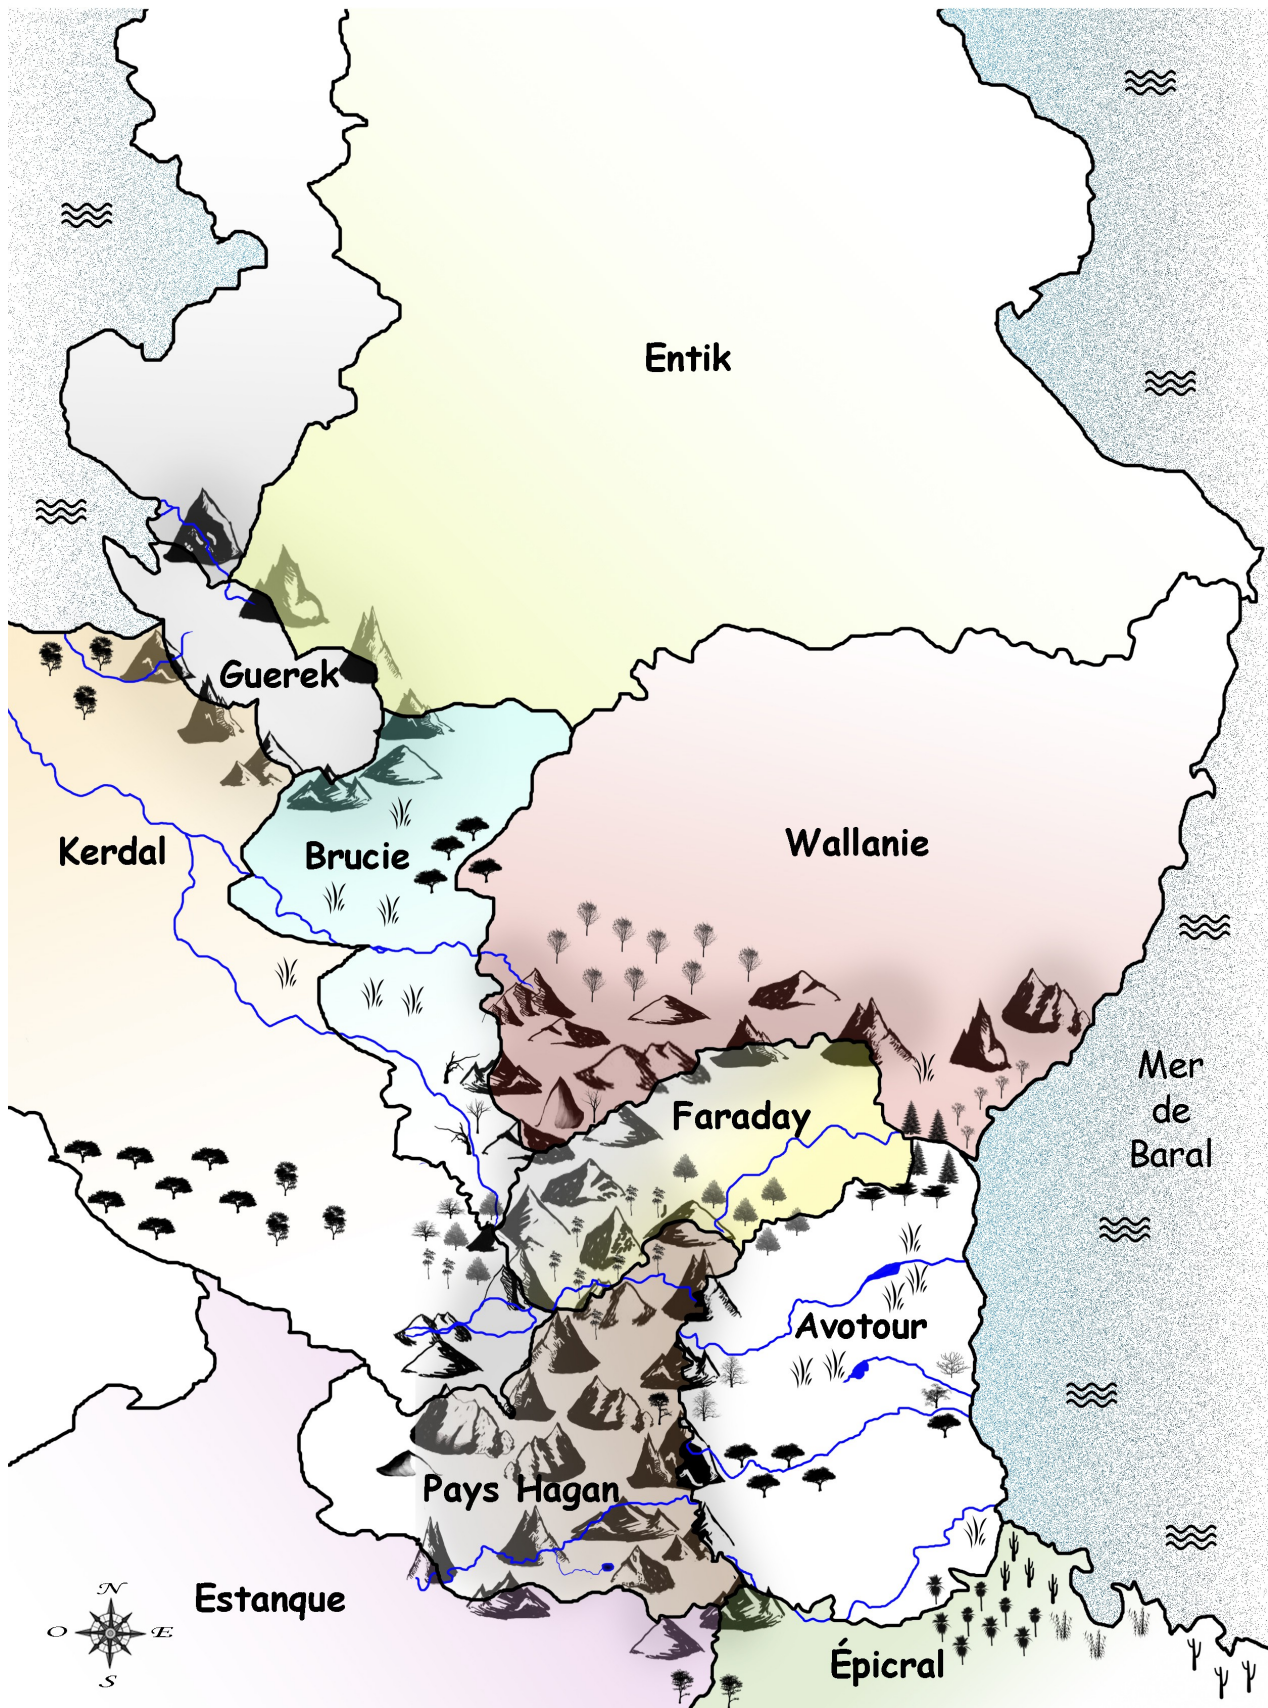 Entik
Guerek
Kerdal
Brucie
Wallanie
Mer
de
Baral
Faraday
Avotour
Pays Hagan
Estanque
Épicral
N
O
E
S